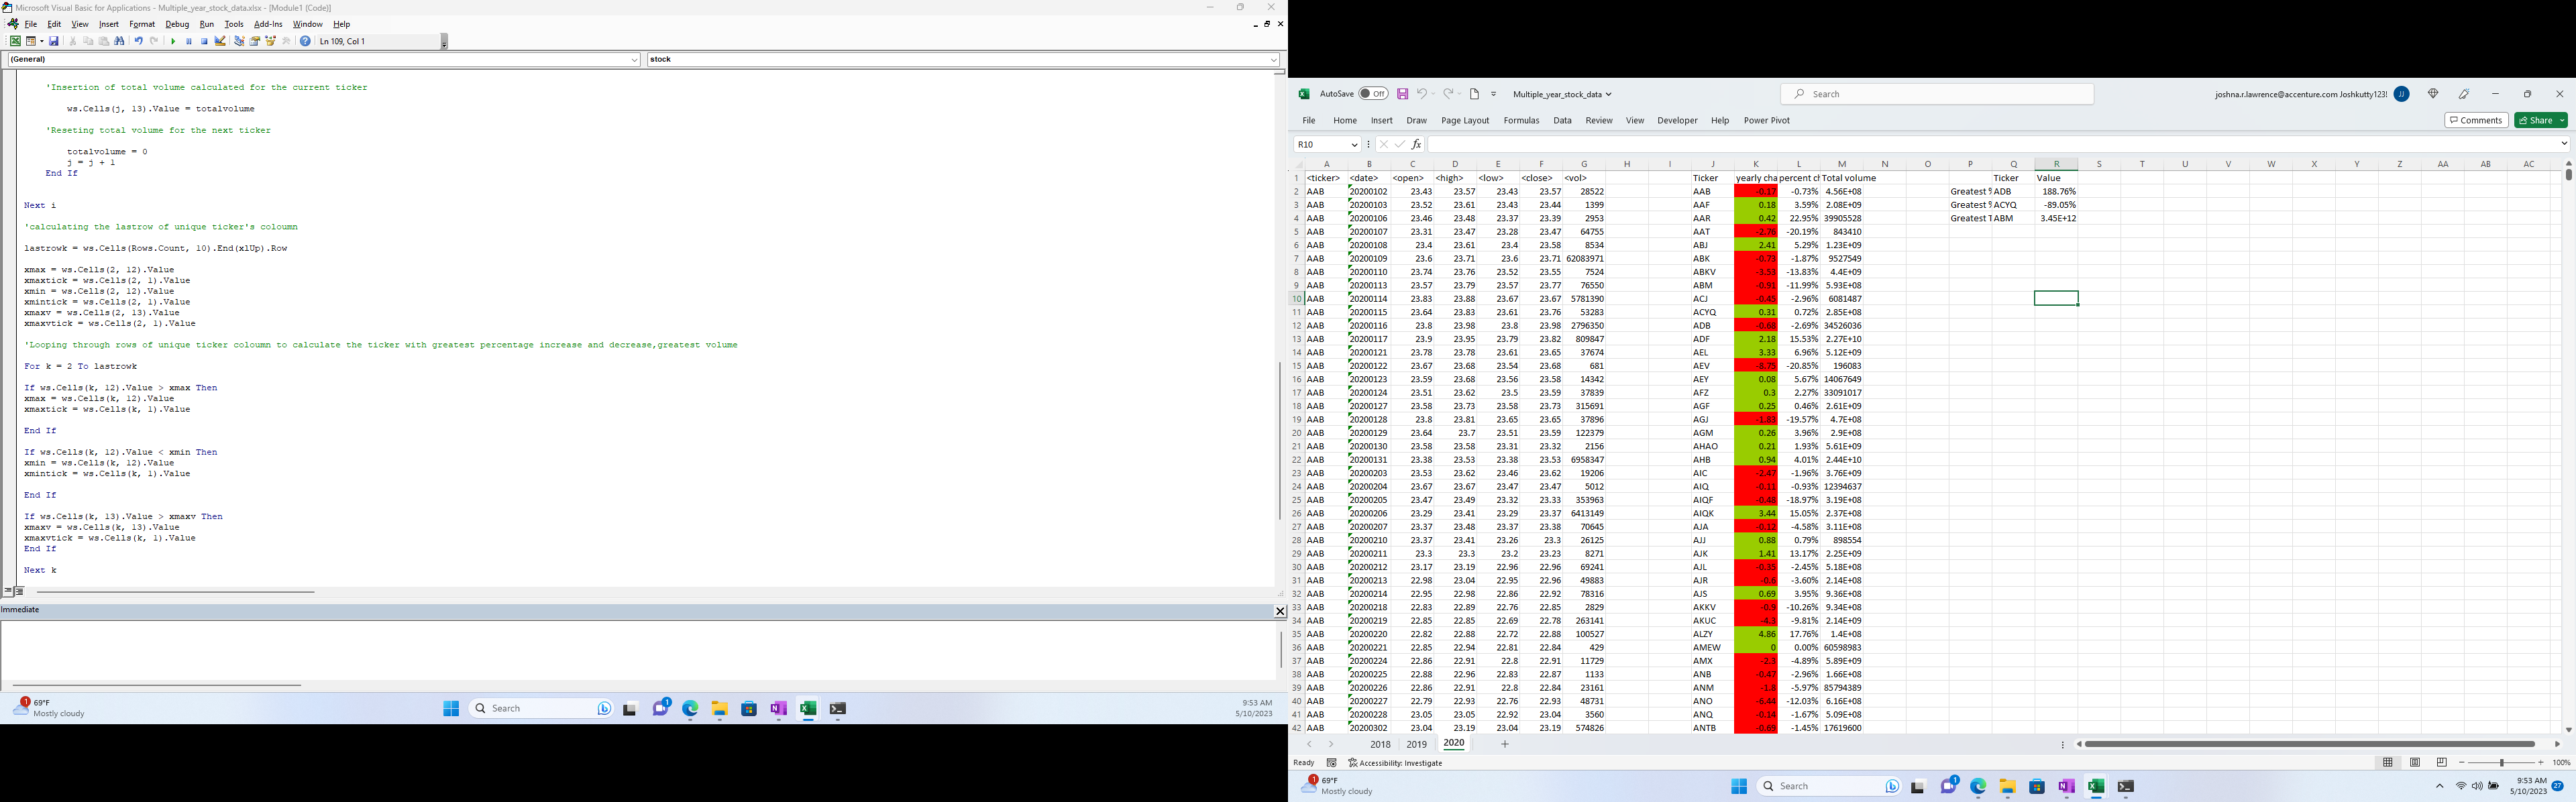 Microsoft Visual Basic for Applications - Multiple_year_stock_data.xlsx - [Module1 (Code)]
File Edit View Insert Format Debug Run Tools Add-Ins Window Help
Ln 109, Col 1
(General) stock
'Insertion of total volume calculated for the current ticker
ws.Cells(j, 13).Value = totalvolume
'Reseting total volume for the next ticker
totalvolume = 0
j = j + 1
End If
Next i
'calculating the lastrow of unique ticker's coloumn
lastrowk = ws.Cells(Rows.Count, 10).End(xlUp).Row
xmax = ws.Cells(2, 12).Value
xmaxtick = ws.Cells(2, 1).Value
xmin = ws.Cells(2, 12).Value
xmintick = ws.Cells(2, 1).Value
xmaxv = ws.Cells(2, 13).Value
xmaxvtick = ws.Cells(2, 1).Value
'Looping through rows of unique ticker coloumn to calculate the ticker with greatest percentage increase and decrease,greatest volume
For k = 2 To lastrowk
If ws.Cells(k, 12).Value > xmax Then
xmax = ws.Cells(k, 12).Value
xmaxtick = ws.Cells(k, 1).Value
End If
If ws.Cells(k, 12).Value < xmin Then
xmin = ws.Cells(k, 12).Value
xmintick = ws.Cells(k, 1).Value
End If
If ws.Cells(k, 13).Value > xmaxv Then
xmaxv = ws.Cells(k, 13).Value
xmaxvtick = ws.Cells(k, 1).Value
End If
Next k
Immediate
1 69°F
Mostly cloudy
Search
1
9:53 AM
5/10/2023
AutoSave Off Multiple_year_stock_data Search joshna.r.lawrence@accenture.com Joshkutty123! JJ
File Home Insert Draw Page Layout Formulas Data Review View Developer Help Power Pivot Comments Share
R10 fx
A B C D E F G H I J K L M N O P Q R S T U V W X Y Z AA AB AC
1 <ticker> <date> <open> <high> <low> <close> <vol> Ticker yearly cha percent ch Total volume Ticker Value
2 AAB 20200102 23.43 23.57 23.43 23.57 28522 AAB -0.17 -0.73% 4.56E+08 Greatest % ADB 188.76%
3 AAB 20200103 23.52 23.61 23.43 23.44 1399 AAF 0.18 3.59% 2.08E+09 Greatest % ACYQ -89.05%
4 AAB 20200106 23.46 23.48 23.37 23.39 2953 AAR 0.42 22.95% 39905528 Greatest T ABM 3.45E+12
5 AAB 20200107 23.31 23.47 23.28 23.47 64755 AAT -2.76 -20.19% 843410
6 AAB 20200108 23.4 23.61 23.4 23.58 8534 ABJ 2.41 5.29% 1.23E+09
7 AAB 20200109 23.6 23.71 23.6 23.71 62083971 ABK -0.73 -1.87% 9527549
8 AAB 20200110 23.74 23.76 23.52 23.55 7524 ABKV -3.53 -13.83% 4.4E+09
9 AAB 20200113 23.57 23.79 23.57 23.77 76550 ABM -0.91 -11.99% 5.93E+08
10 AAB 20200114 23.83 23.88 23.67 23.67 5781390 ACJ -0.45 -2.96% 6081487
11 AAB 20200115 23.64 23.83 23.61 23.76 53283 ACYQ 0.31 0.72% 2.85E+08
12 AAB 20200116 23.8 23.98 23.8 23.98 2796350 ADB -0.68 -2.69% 34526036
13 AAB 20200117 23.9 23.95 23.79 23.82 809847 ADF 2.18 15.53% 2.27E+10
14 AAB 20200121 23.78 23.78 23.61 23.65 37674 AEL 3.33 6.96% 5.12E+09
15 AAB 20200122 23.67 23.68 23.54 23.68 681 AEV -8.75 -20.85% 196083
16 AAB 20200123 23.59 23.68 23.56 23.58 14342 AEY 0.08 5.67% 14067649
17 AAB 20200124 23.51 23.62 23.5 23.59 37839 AFZ 0.3 2.27% 33091017
18 AAB 20200127 23.58 23.73 23.58 23.73 315691 AGF 0.25 0.46% 2.61E+09
19 AAB 20200128 23.8 23.81 23.65 23.65 37896 AGJ -1.83 -19.57% 4.7E+08
20 AAB 20200129 23.64 23.7 23.51 23.59 122379 AGM 0.26 3.96% 2.9E+08
21 AAB 20200130 23.58 23.58 23.31 23.32 2156 AHAO 0.21 1.93% 5.61E+09
22 AAB 20200131 23.38 23.53 23.38 23.53 6958347 AHB 0.94 4.01% 2.44E+10
23 AAB 20200203 23.53 23.62 23.46 23.62 19206 AIC -2.47 -1.96% 3.76E+09
24 AAB 20200204 23.67 23.67 23.47 23.47 5012 AIQ -0.11 -0.93% 12394637
25 AAB 20200205 23.47 23.49 23.32 23.33 353963 AIQF -0.48 -18.97% 3.19E+08
26 AAB 20200206 23.29 23.41 23.29 23.37 6413149 AIQK 3.44 15.05% 2.37E+08
27 AAB 20200207 23.37 23.48 23.37 23.38 70645 AJA -0.12 -4.58% 3.11E+08
28 AAB 20200210 23.37 23.41 23.26 23.3 26125 AJJ 0.88 0.79% 898554
29 AAB 20200211 23.3 23.3 23.2 23.23 8271 AJK 1.41 13.17% 2.25E+09
30 AAB 20200212 23.17 23.19 22.96 22.96 69241 AJL -0.35 -2.45% 5.18E+08
31 AAB 20200213 22.98 23.04 22.95 22.96 49883 AJR -0.6 -3.60% 2.14E+08
32 AAB 20200214 22.95 22.98 22.86 22.92 78316 AJS 0.69 3.95% 9.36E+08
33 AAB 20200218 22.83 22.89 22.76 22.85 2829 AKKV -0.9 -10.26% 9.34E+08
34 AAB 20200219 22.85 22.85 22.69 22.78 263141 AKUC -4.3 -9.81% 2.14E+09
35 AAB 20200220 22.82 22.88 22.72 22.88 100527 ALZY 4.86 17.76% 1.4E+08
36 AAB 20200221 22.85 22.94 22.81 22.84 429 AMEW 0 0.00% 60598983
37 AAB 20200224 22.86 22.91 22.8 22.91 11729 AMX -2.3 -4.89% 5.89E+09
38 AAB 20200225 22.88 22.96 22.83 22.87 1133 ANB -0.47 -2.96% 1.66E+08
39 AAB 20200226 22.86 22.91 22.8 22.84 23161 ANM -1.8 -5.97% 85794389
40 AAB 20200227 22.79 22.93 22.76 22.93 48731 ANO -6.44 -12.03% 6.16E+08
41 AAB 20200228 23.05 23.05 22.92 23.04 3560 ANQ -0.14 -1.67% 5.09E+08
42 AAB 20200302 23.04 23.19 23.04 23.19 574826 ANTB -0.69 -1.45% 17619600
2018 2019 2020
Ready Accessibility: Investigate 100%
1 69°F
Mostly cloudy
Search
1
9:53 AM
5/10/2023
27